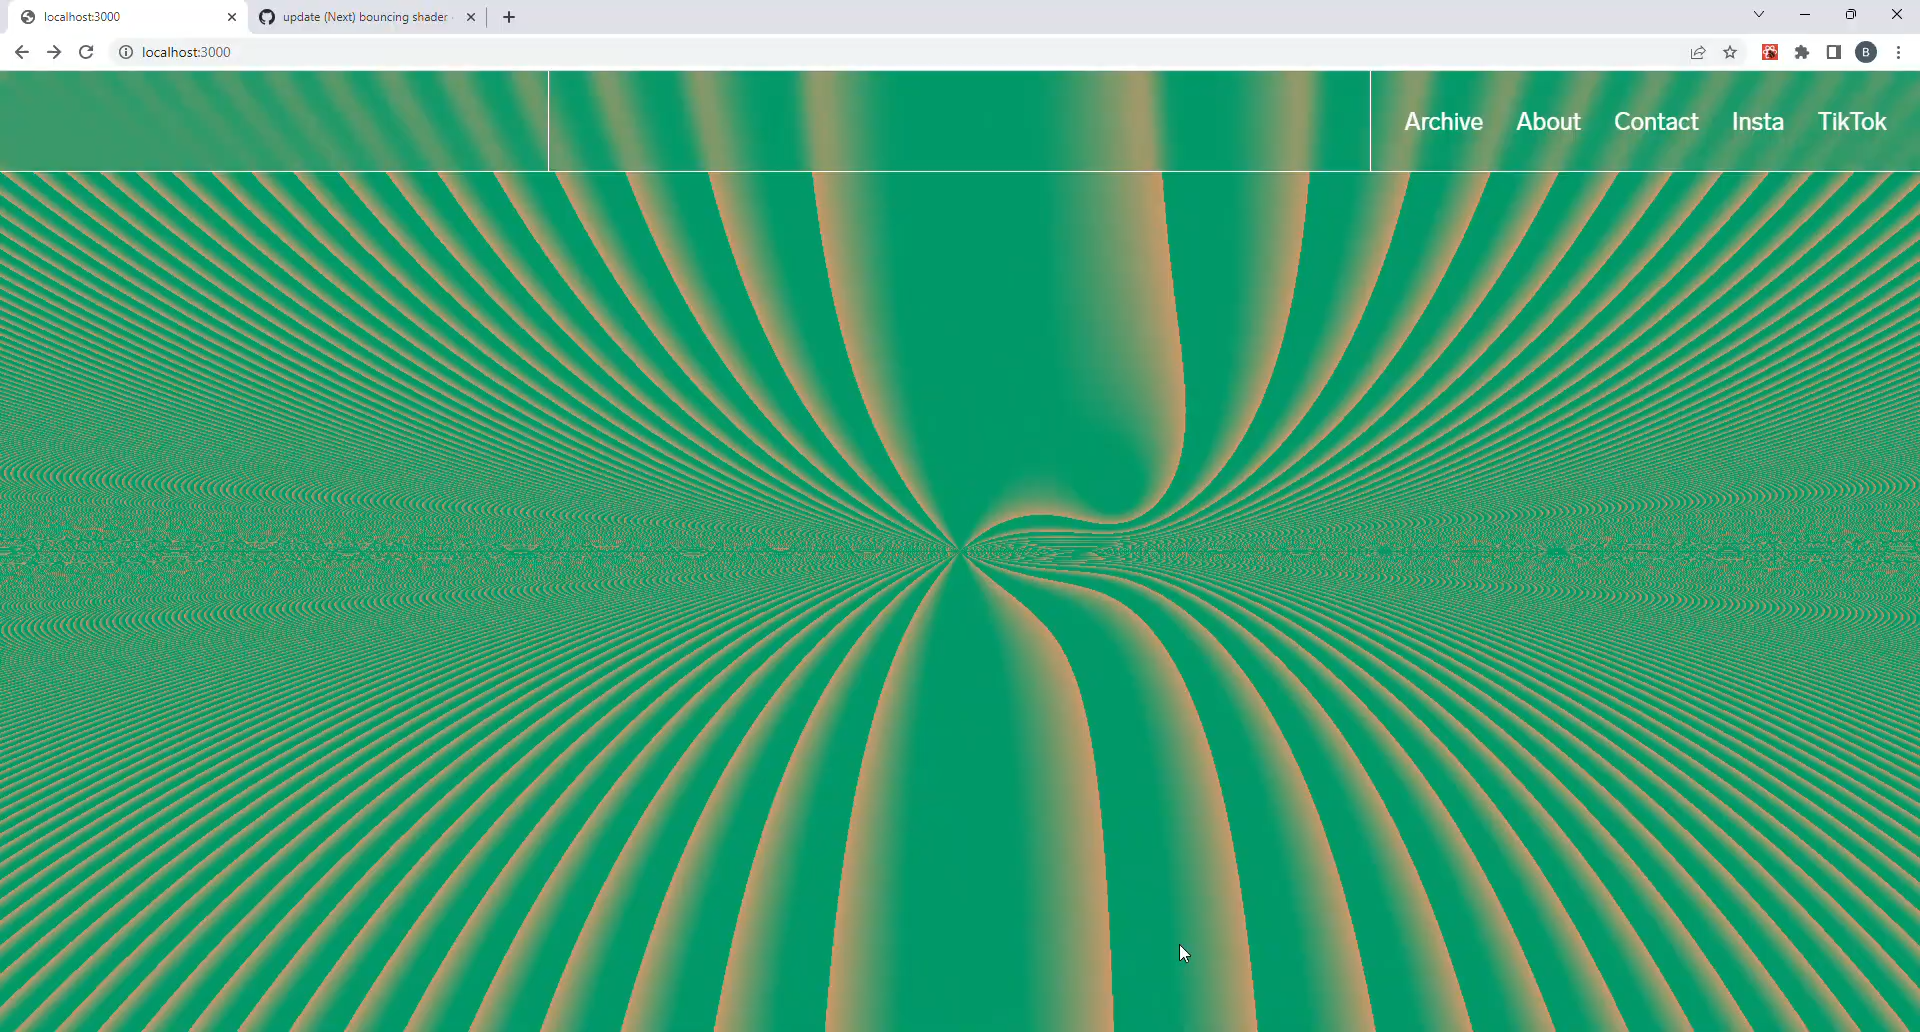 localhost:3000
update (Next) bouncing shader
localhost:3000
B
Archive About Contact Insta TikTok